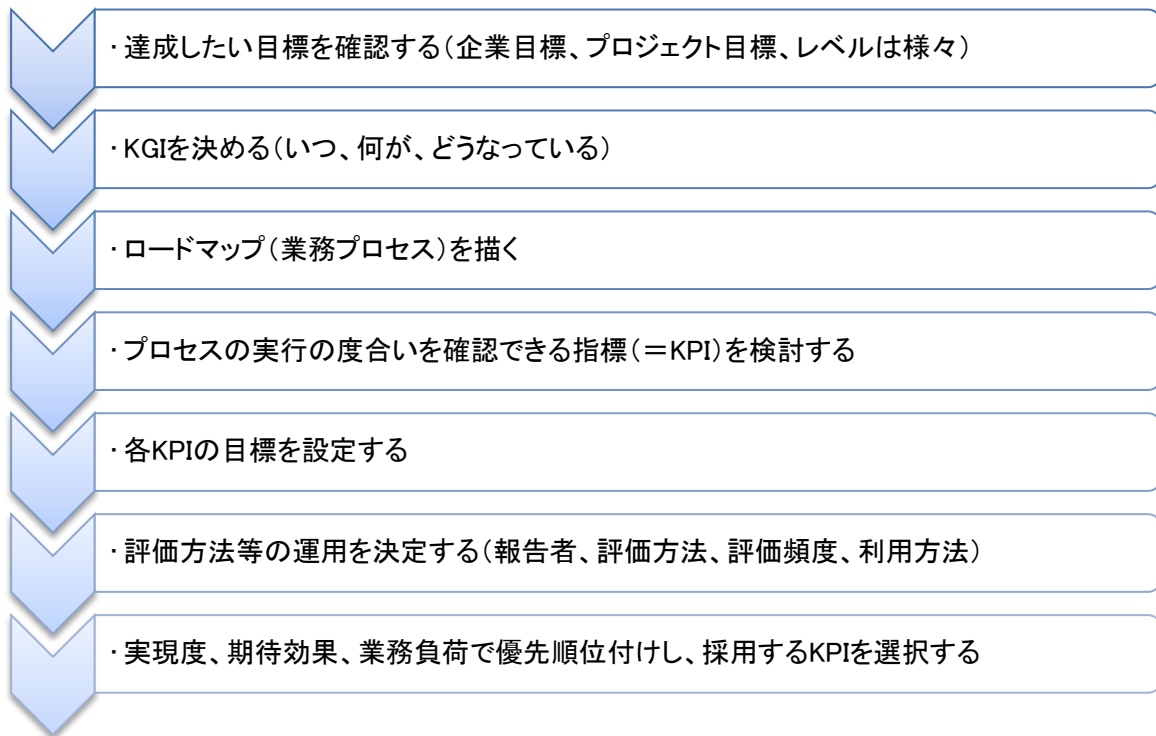 ・達成したい目標を確認する(企業目標、プロジェクト目標、レベルは様々)
・KGIを決める(いつ、何が、どうなっている)
・ロードマップ(業務プロセス)を描く
・プロセスの実行の度合いを確認できる指標(=KPI)を検討する
・各KPIの目標を設定する
・評価方法等の運用を決定する(報告者、評価方法、評価頻度、利用方法)
・実現度、期待効果、業務負荷で優先順位付けし、採用するKPIを選択する